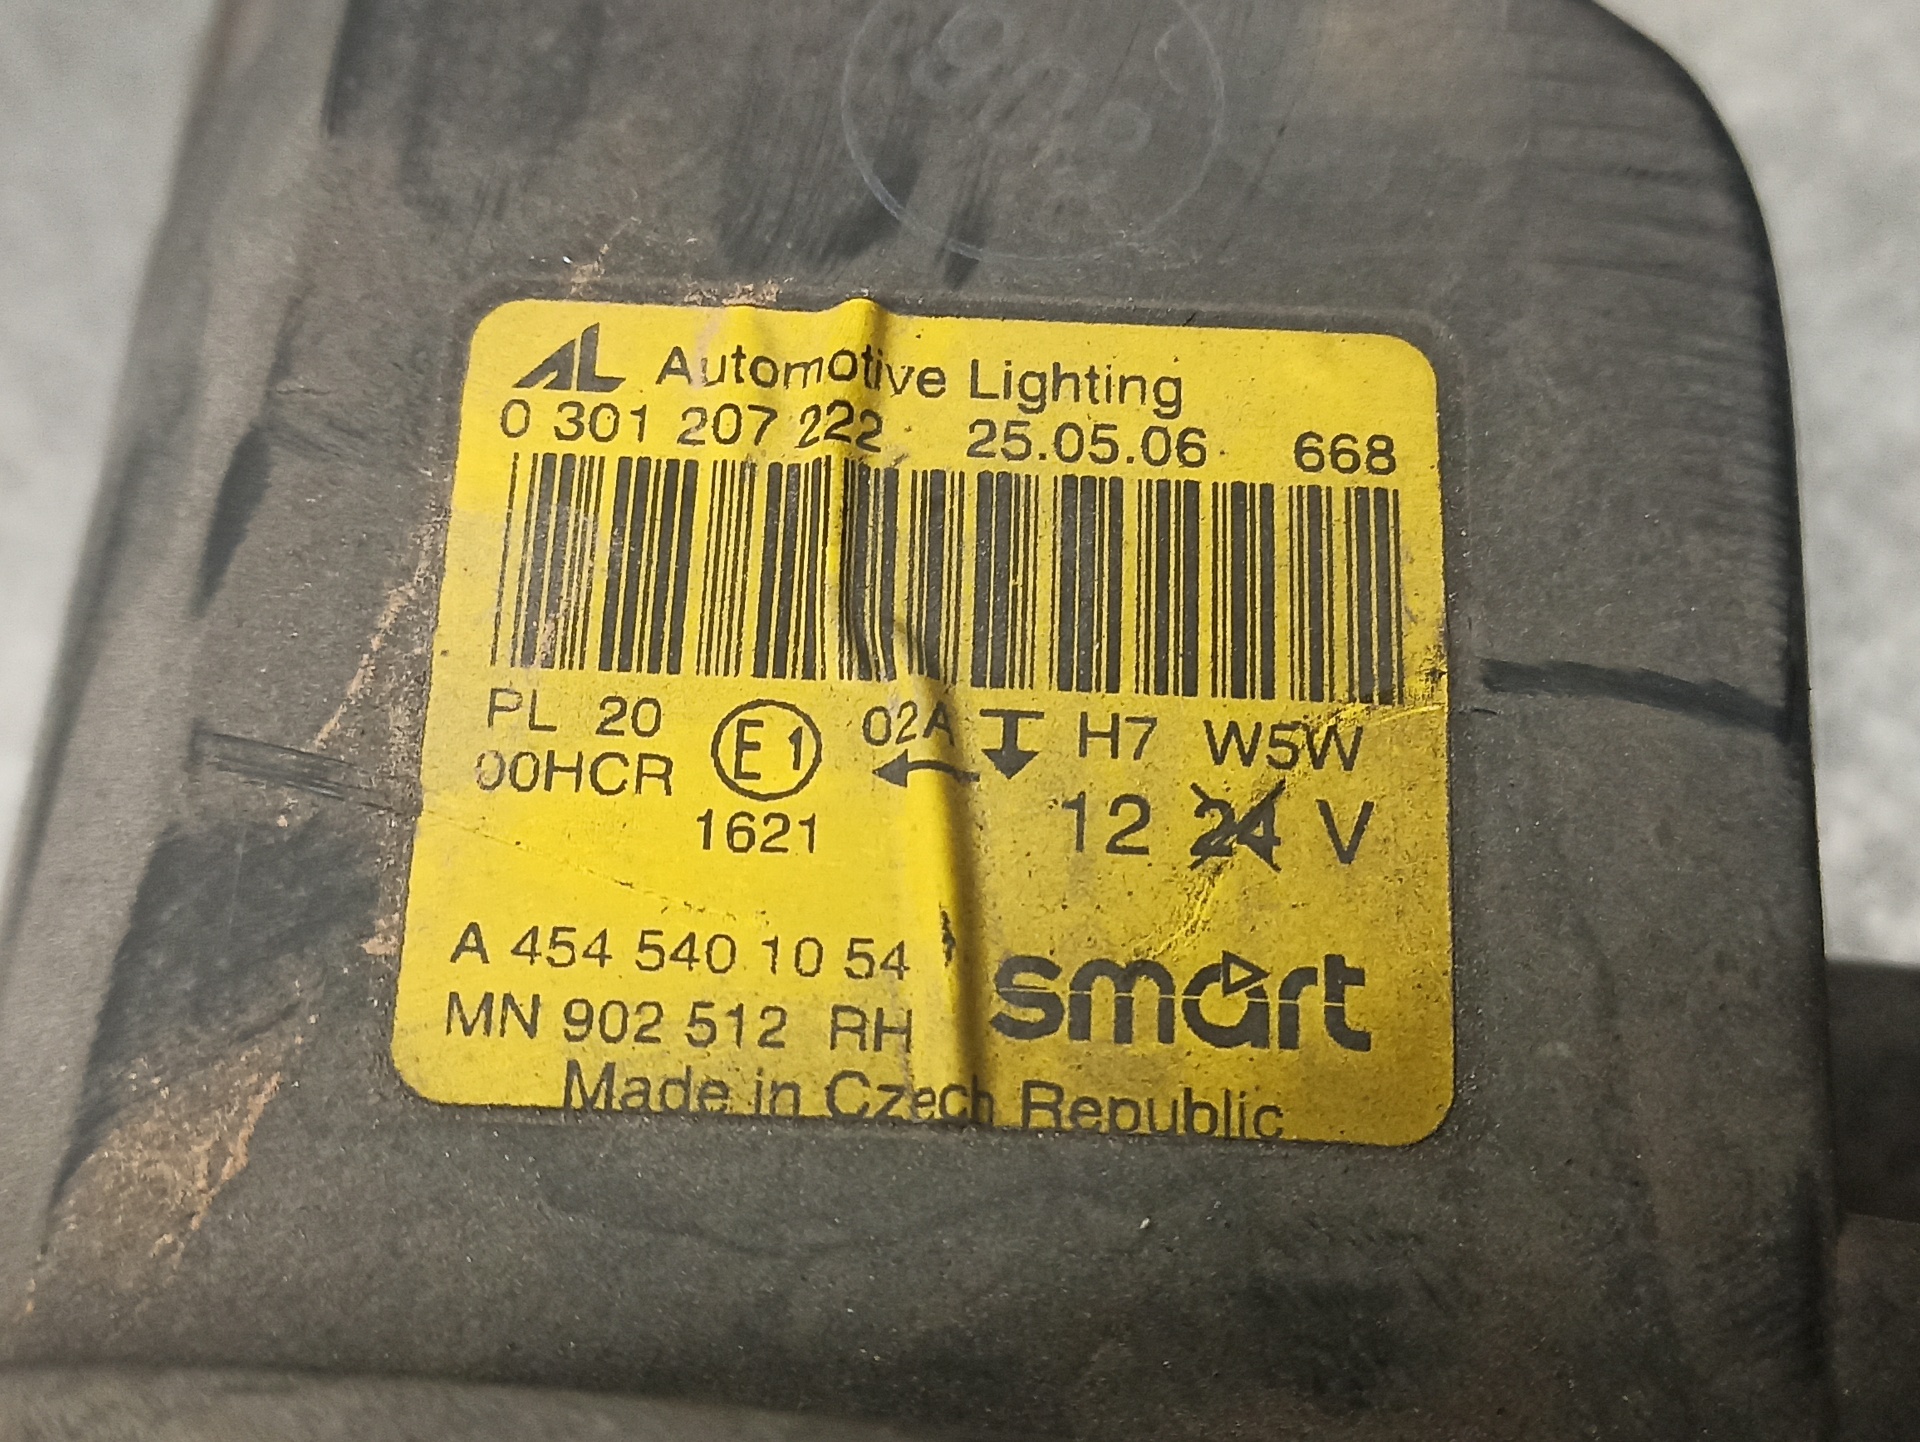 AL Automotive Lighting
0 301 207 222 25.05.06 668
PL 20 E1 02A H7 W5W
00HCR 12 24 V
1621
A 454 540 10 54
MN 902 512 RH smart
Made in Czech Republic